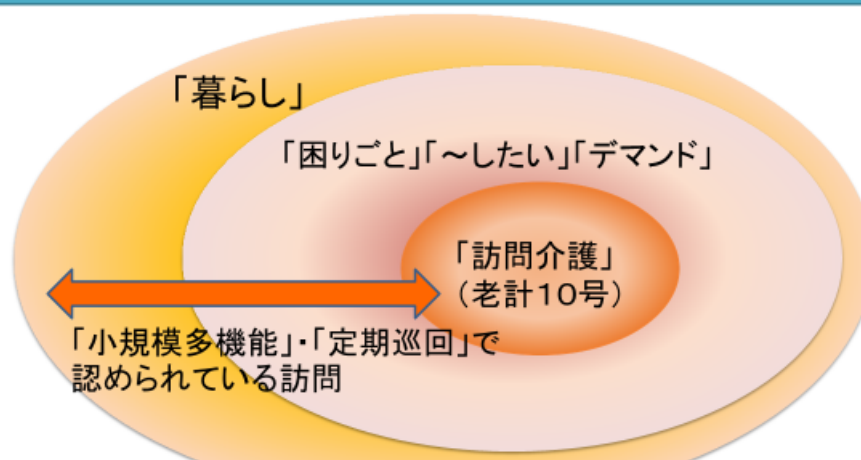 「暮らし」
「困りごと」「~したい」「デマンド」
「訪問介護」
（老計１０号）
「小規模多機能」・「定期巡回」で
認められている訪問